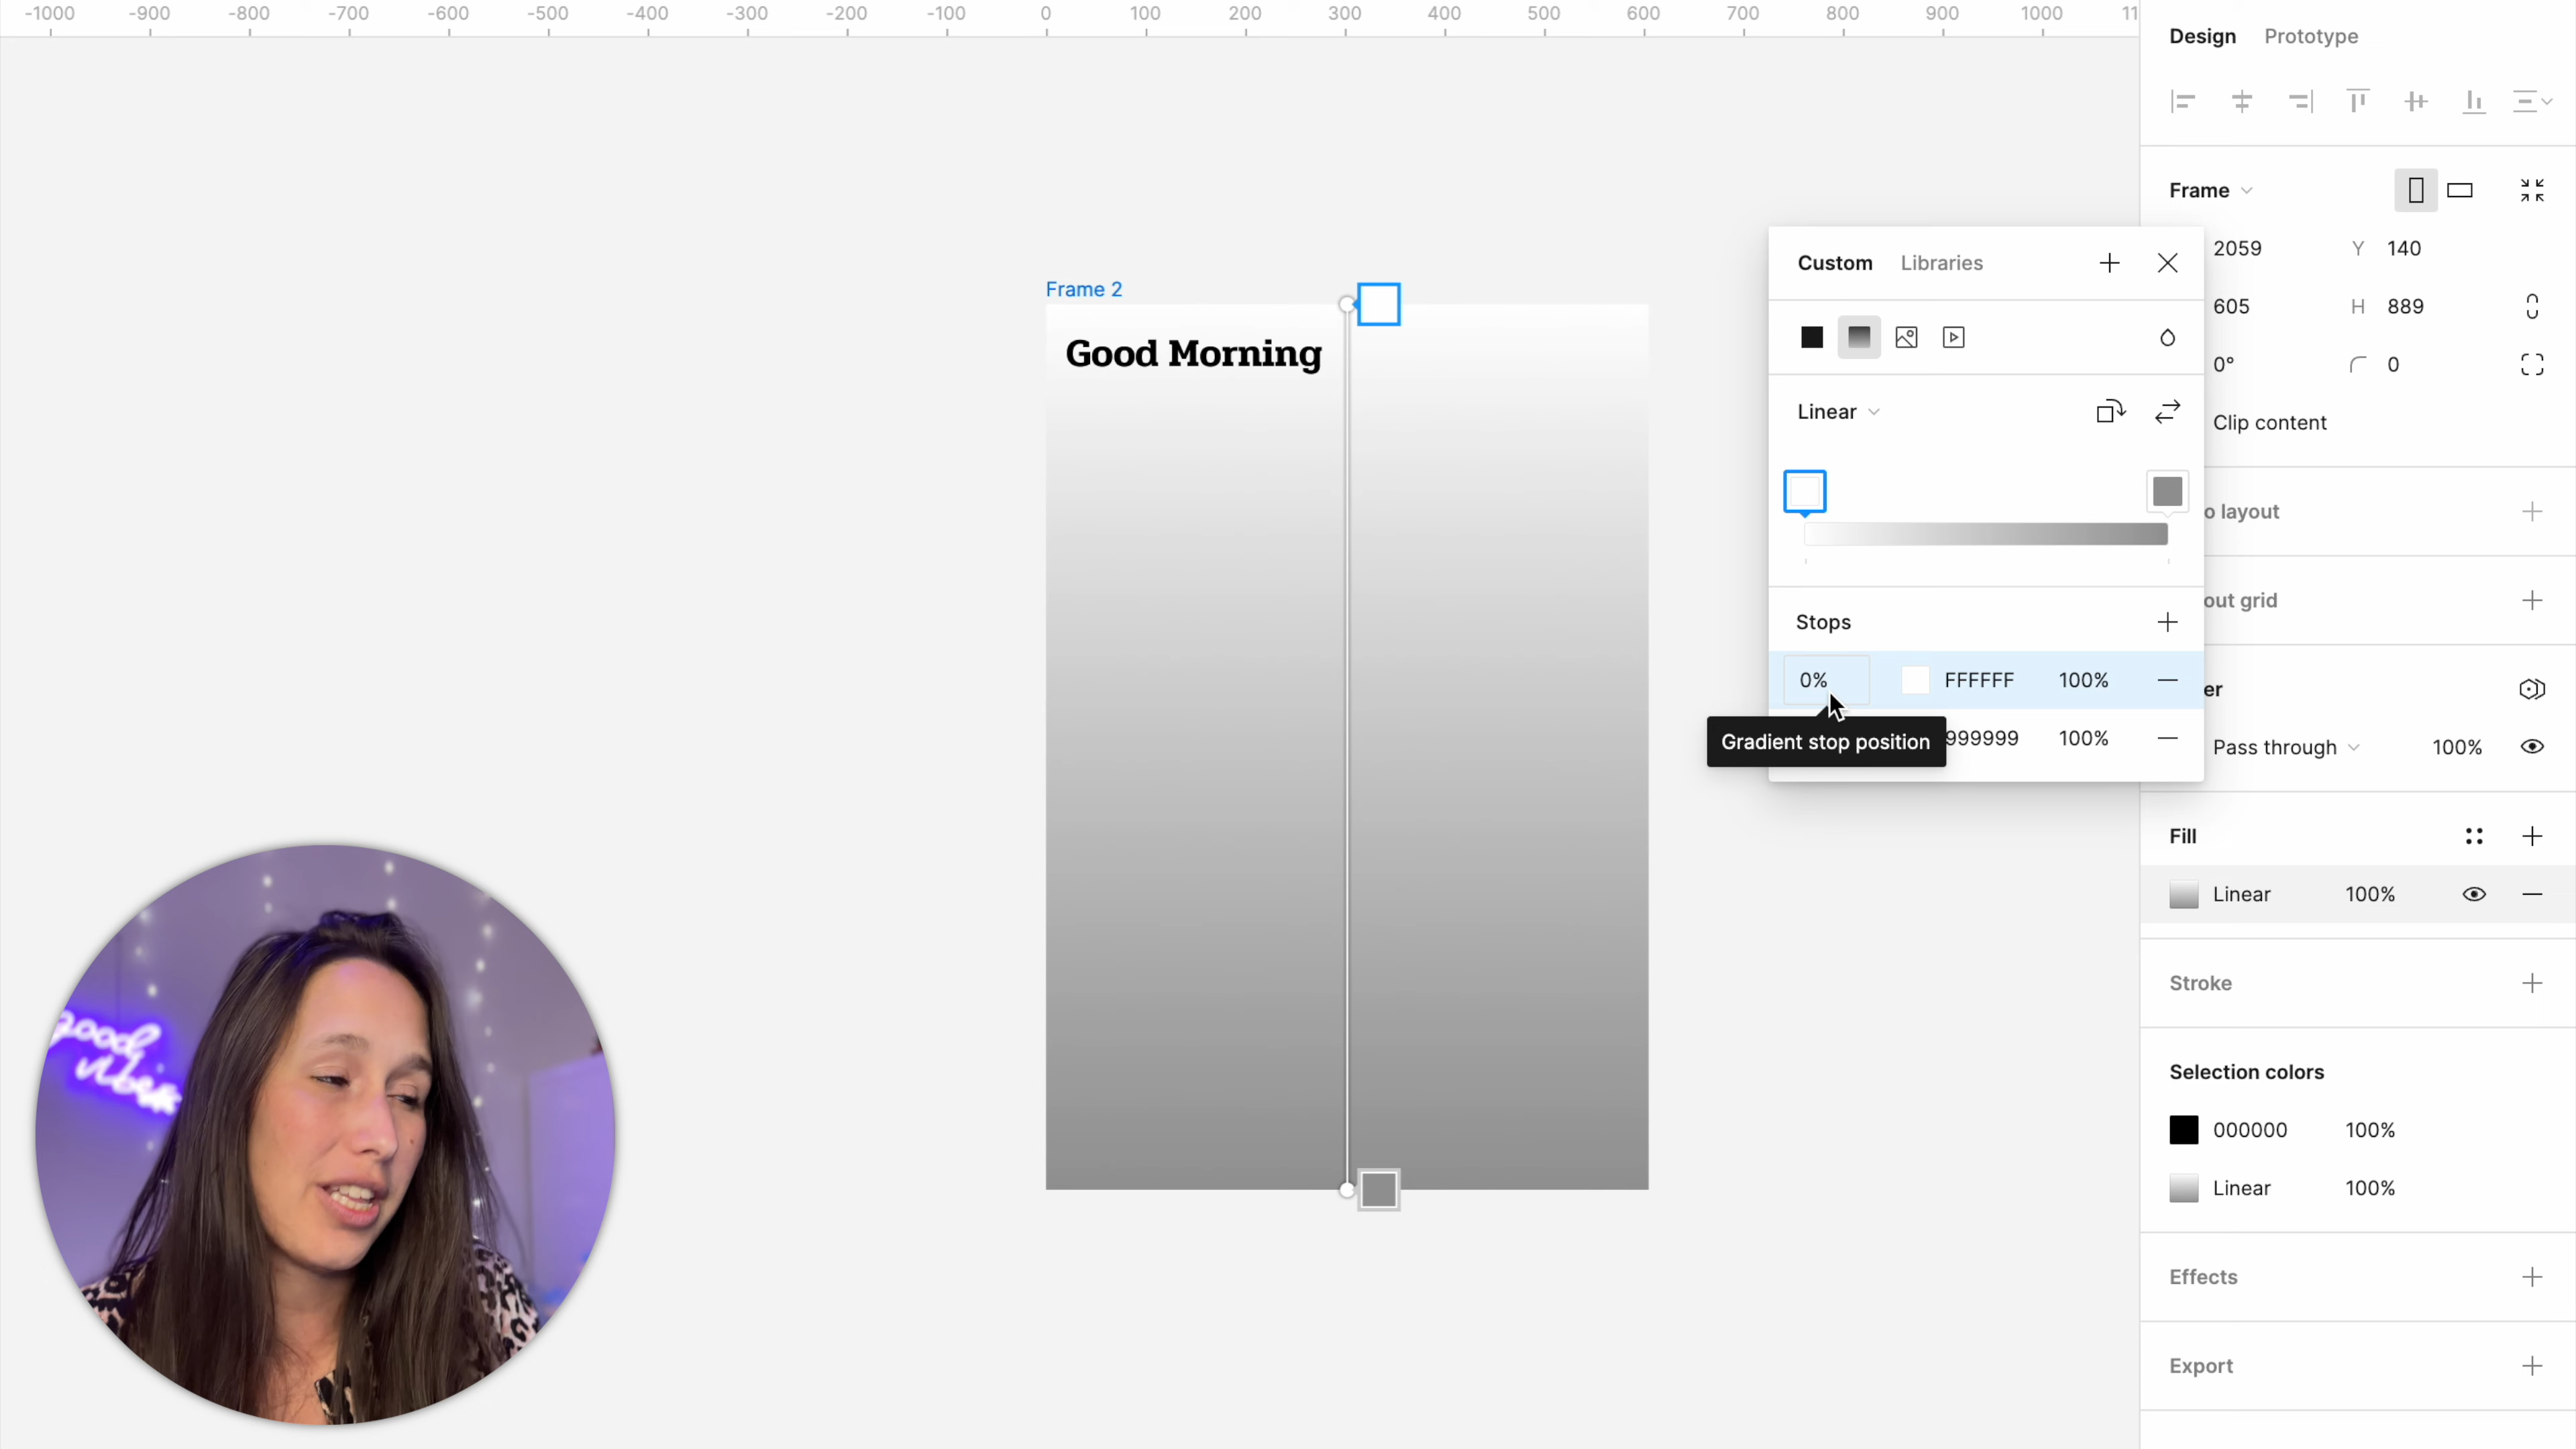 -1000 -900 -800 -700 -600 -500 -400 -300 -200 -100 0 100 200 300 400 500 600 700 800 900 1000 11
Design Prototype
Frame
2059 Y 140
605 H 889
0° 0
Clip content
Custom Libraries
Linear
Frame 2
Good Morning
o layout
out grid
Stops
0% FFFFFF 100%
Gradient stop position
999999 100%
er
Pass through 100%
Fill
Linear 100%
Stroke
Selection colors
000000 100%
Linear 100%
Effects
Export
good
vibes